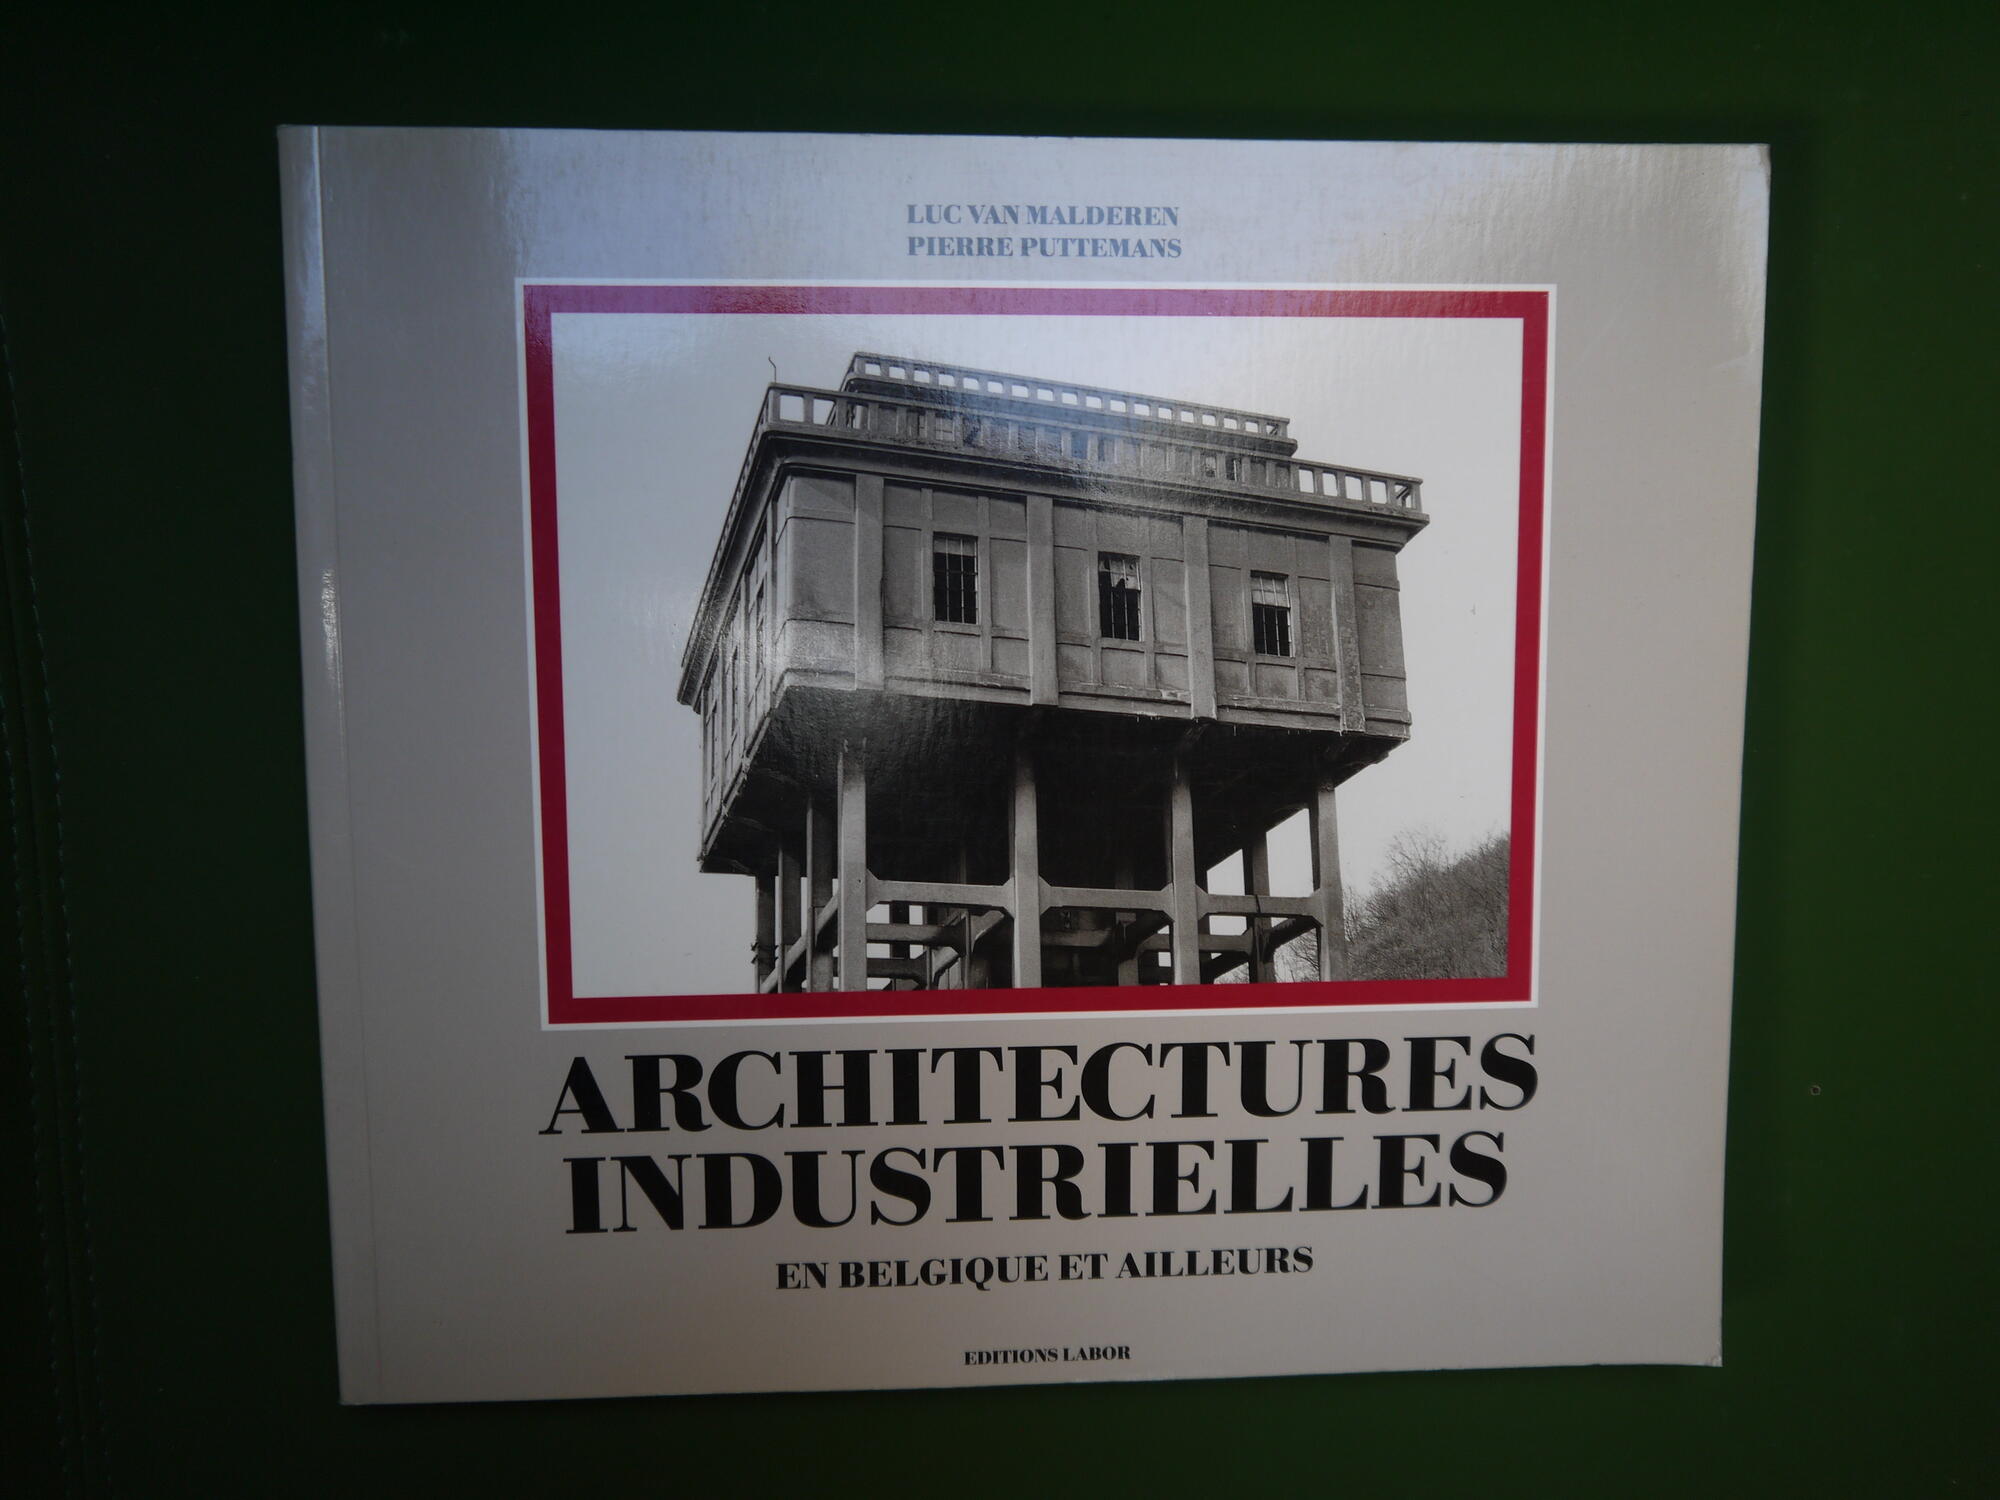 LUC VAN MALDEREN
PIERRE PUTTEMANS
ARCHITECTURES
INDUSTRIELLES
EN BELGIQUE ET AILLEURS
EDITIONS LABOR